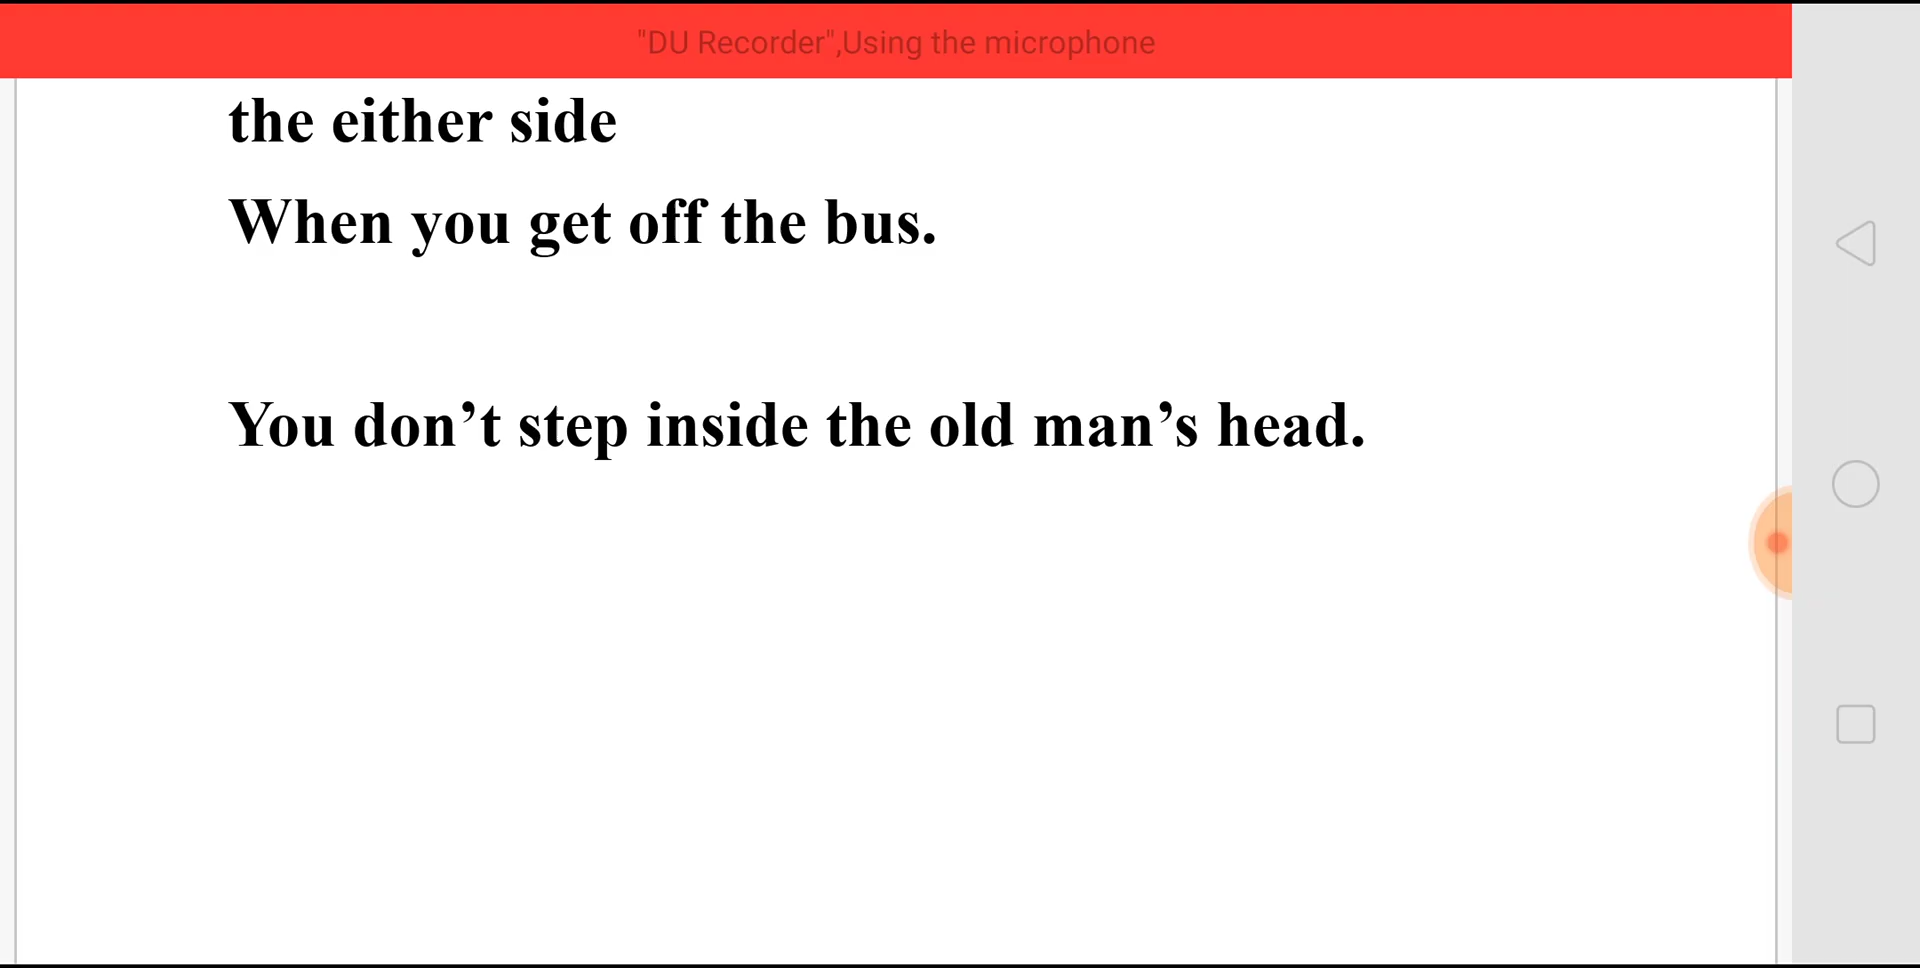 "DU Recorder",Using the microphone
the either side
When you get off the bus.
You don’t step inside the old man’s head.